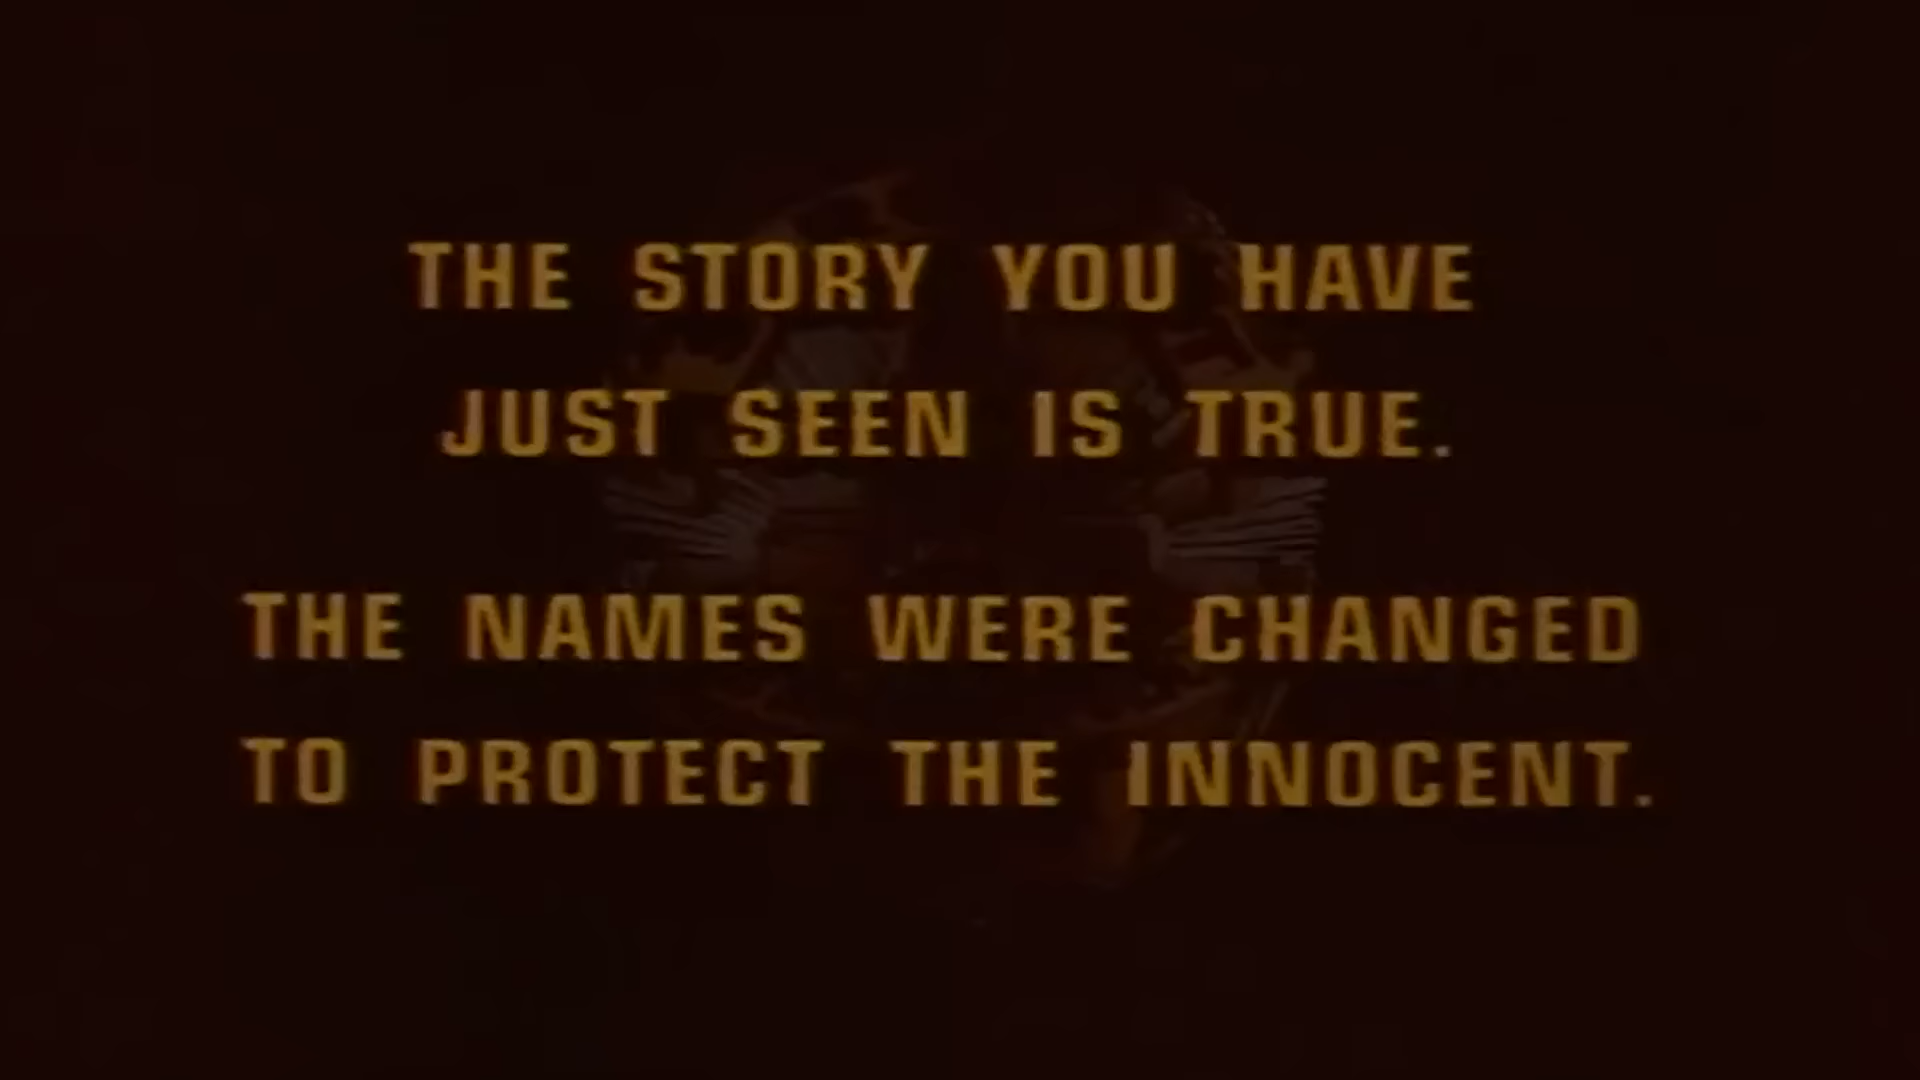 THE STORY YOU HAVE
JUST SEEN IS TRUE.
THE NAMES WERE CHANGED
TO PROTECT THE INNOCENT.